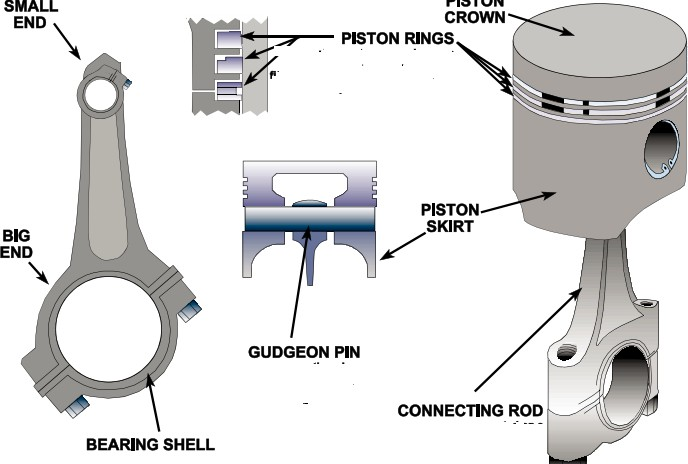 SMALL
END
PISTON
CROWN
PISTON RINGS
BIG
END
PISTON
SKIRT
GUDGEON PIN
CONNECTING ROD
BEARING SHELL